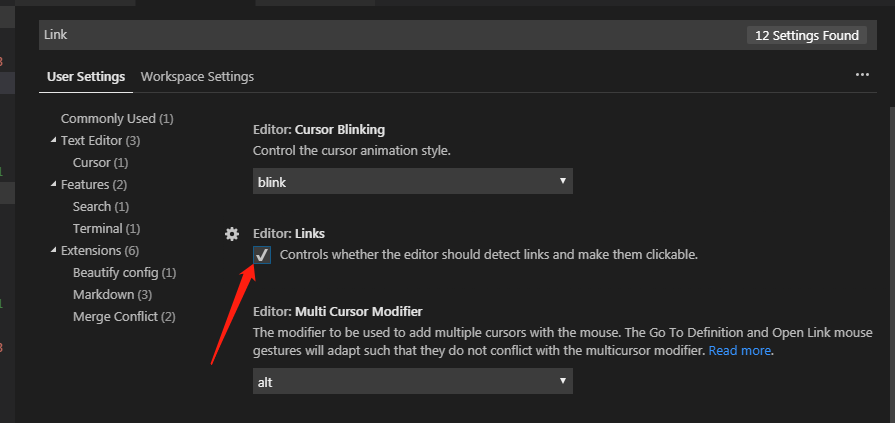 Link
12 Settings Found
User Settings
Workspace Settings
Commonly Used (1)
Text Editor (3)
Cursor (1)
Features (2)
Search (1)
Terminal (1)
Extensions (6)
Beautify config (1)
Markdown (3)
Merge Conflict (2)
Editor: Cursor Blinking
Control the cursor animation style.
blink
Editor: Links
Controls whether the editor should detect links and make them clickable.
Editor: Multi Cursor Modifier
The modifier to be used to add multiple cursors with the mouse. The Go To Definition and Open Link mouse
gestures will adapt such that they do not conflict with the multicursor modifier. Read more.
alt